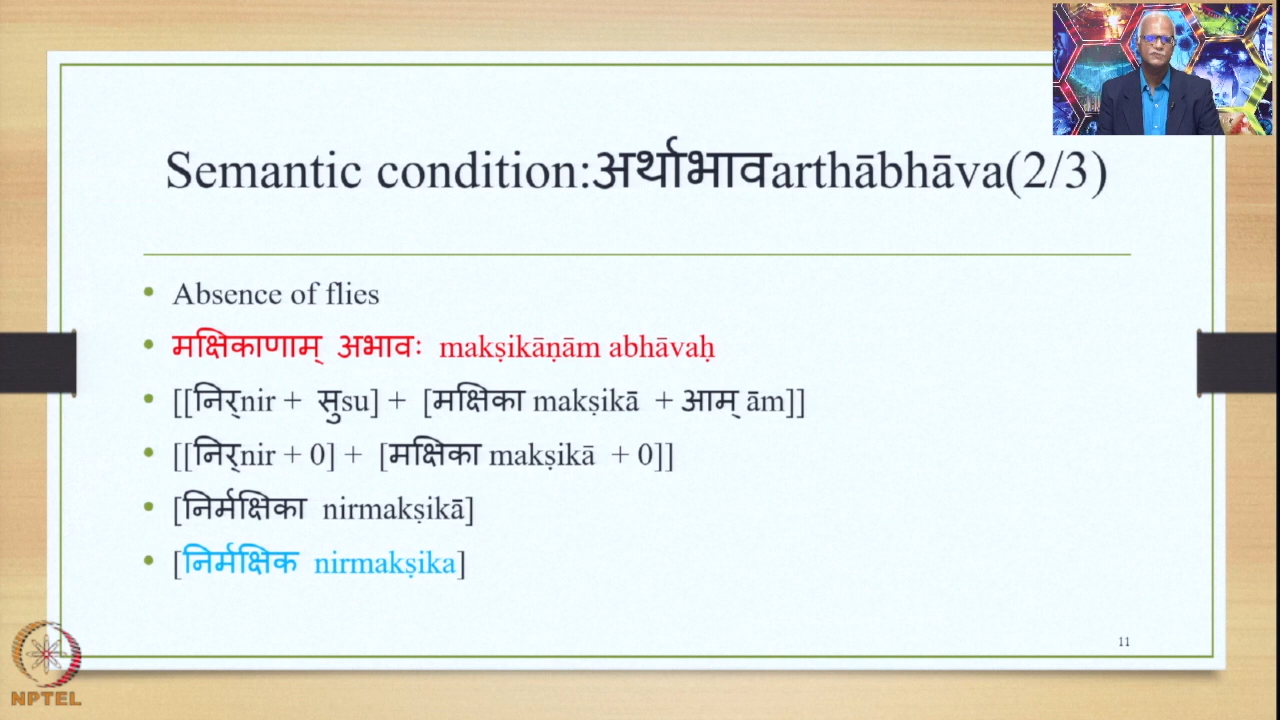 Semantic condition:अर्थाभावarthābhāva(2/3)
Absence of flies
मक्षिकाणाम् अभावः makṣikāṇām abhāvaḥ
[[निर्nir + सुsu] + [मक्षिका makṣikā + आम् ām]]
[[निर्nir + 0] + [मक्षिका makṣikā + 0]]
[निर्मक्षिका nirmakṣikā]
[निर्मक्षिक nirmakṣika]
11
NPTEL